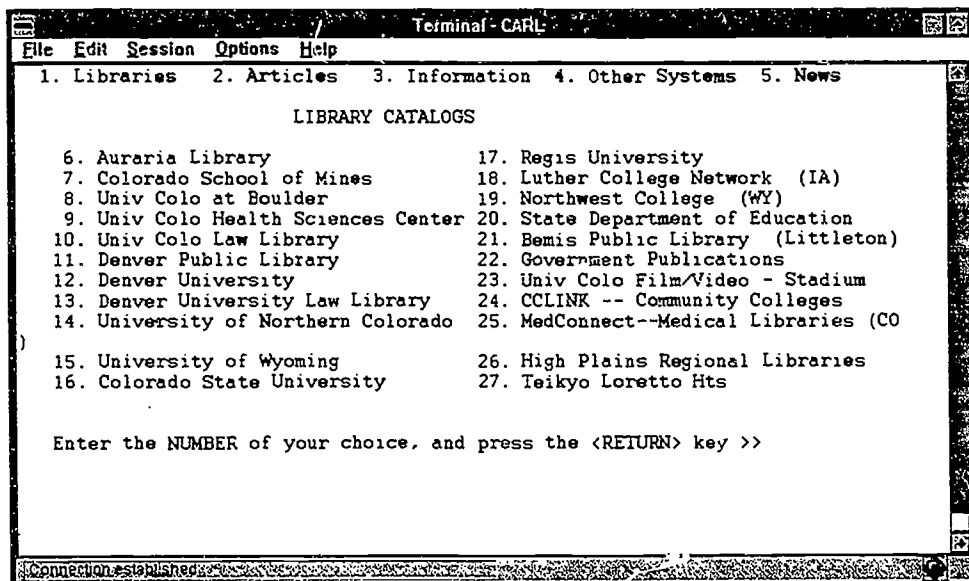 Terminal - CARL
File Edit Session Options Help
1. Libraries 2. Articles 3. Information 4. Other Systems 5. News
LIBRARY CATALOGS
6. Auraria Library 17. Regis University
7. Colorado School of Mines 18. Luther College Network (IA)
8. Univ Colo at Boulder 19. Northwest College (WY)
9. Univ Colo Health Sciences Center 20. State Department of Education
10. Univ Colo Law Library 21. Bemis Public Library (Littleton)
11. Denver Public Library 22. Government Publications
12. Denver University 23. Univ Colo Film/Video - Stadium
13. Denver University Law Library 24. CCLINK -- Community Colleges
14. University of Northern Colorado 25. MedConnect--Medical Libraries (CO
)
15. University of Wyoming 26. High Plains Regional Libraries
16. Colorado State University 27. Teikyo Loretto Hts
Enter the NUMBER of your choice, and press the <RETURN> key >>
Connection established